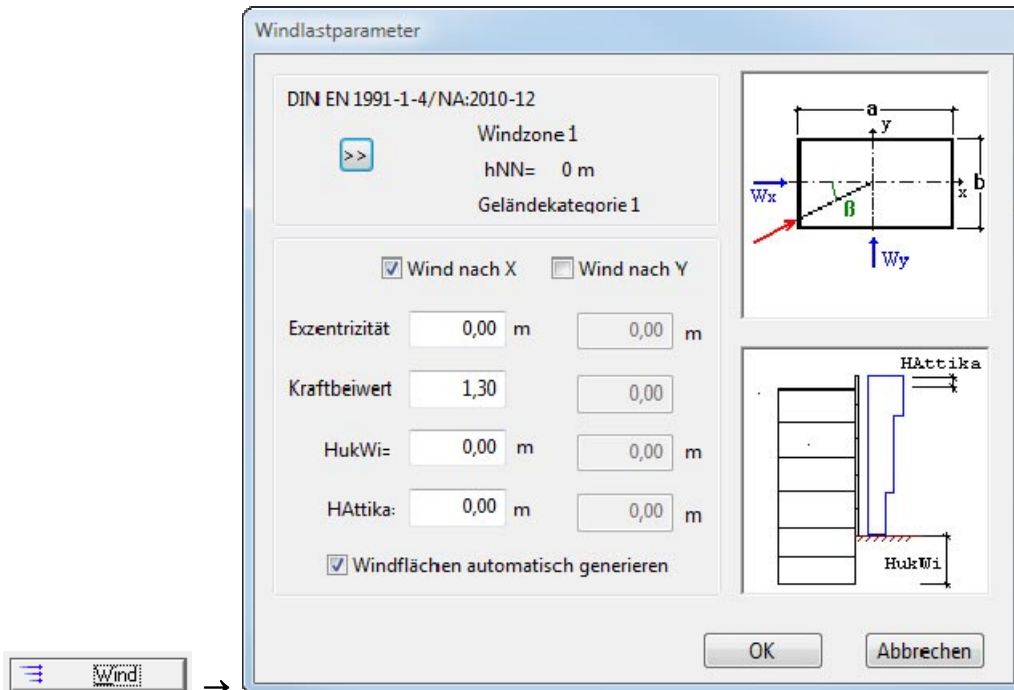 Windlastparameter
DIN EN 1991-1-4/NA:2010-12
>>
Windzone 1
hNN= 0 m
Geländekategorie 1
Wind nach X Wind nach Y
Exzentrizität 0,00 m 0,00 m
Kraftbeiwert 1,30 0,00
HukWi= 0,00 m 0,00 m
HAttika: 0,00 m 0,00 m
Windflächen automatisch generieren
a
y
b
x
Wx
ß
Wy
HAttika
HukWi
OK Abbrechen
Wind →